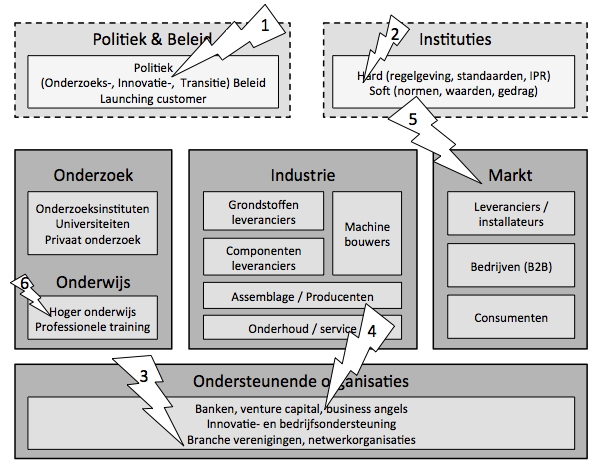 Politiek & Beleid
1
Politiek
(Onderzoeks-, Innovatie-, Transitie) Beleid
Launching customer
Instituties
2
Hard (regelgeving, standaarden, IPR)
Soft (normen, waarden, gedrag)
5
Onderzoek
Onderzoeksinstituten
Universiteiten
Privaat onderzoek
Onderwijs
6
Hoger onderwijs
Professionele training
Industrie
Grondstoffen
leveranciers
Machine
bouwers
Componenten
leveranciers
Assemblage / Producenten
Onderhoud / service
4
Markt
Leveranciers /
installateurs
Bedrijven (B2B)
Consumenten
3
Ondersteunende organisaties
Banken, venture capital, business angels
Innovatie- en bedrijfsondersteuning
Branche verenigingen, netwerkorganisaties